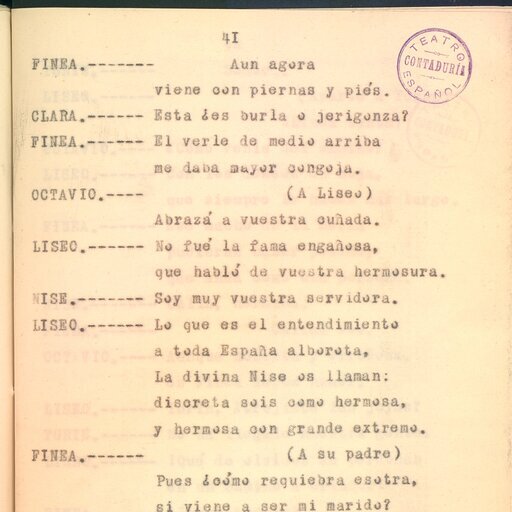 41
TEATRO ESPAÑOL
CONTADURÍA
FINEA.------- Aun agora
viene con piernas y piés.
CLARA.------ Esta ¿es burla o jerigonza?
FINEA.------ El verle de medio arriba
me daba mayor congoja.
OCTAVIO.---- (A Liseo)
Abrazá a vuestra cuñada.
LISEO.------ No fué la fama engañosa,
que habló de vuestra hermosura.
NISE.------- Soy muy vuestra servidora.
LISEO.------ Lo que es el entendimiento
a toda España alborota,
La divina Nise os llaman:
discreta sois como hermosa,
y hermosa con grande extremo.
FINEA.------ (A su padre)
Pues ¿cómo requiebra esotra,
si viene a ser mi marido?